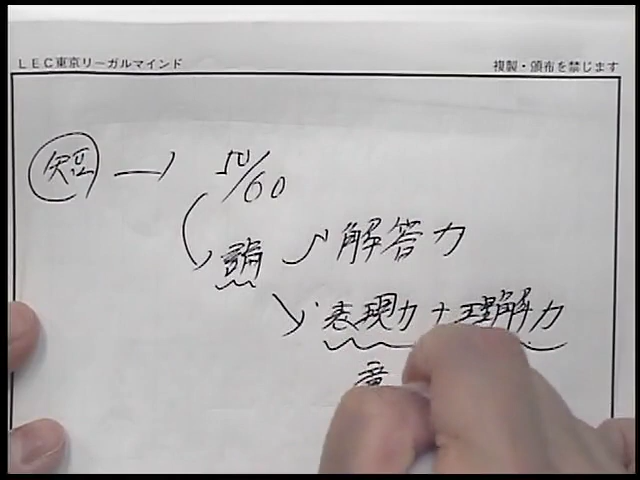 LEC東京リーガルマインド 複製・頒布を禁じます
短 → 50/60
論 → 解答力
表現力+理解力